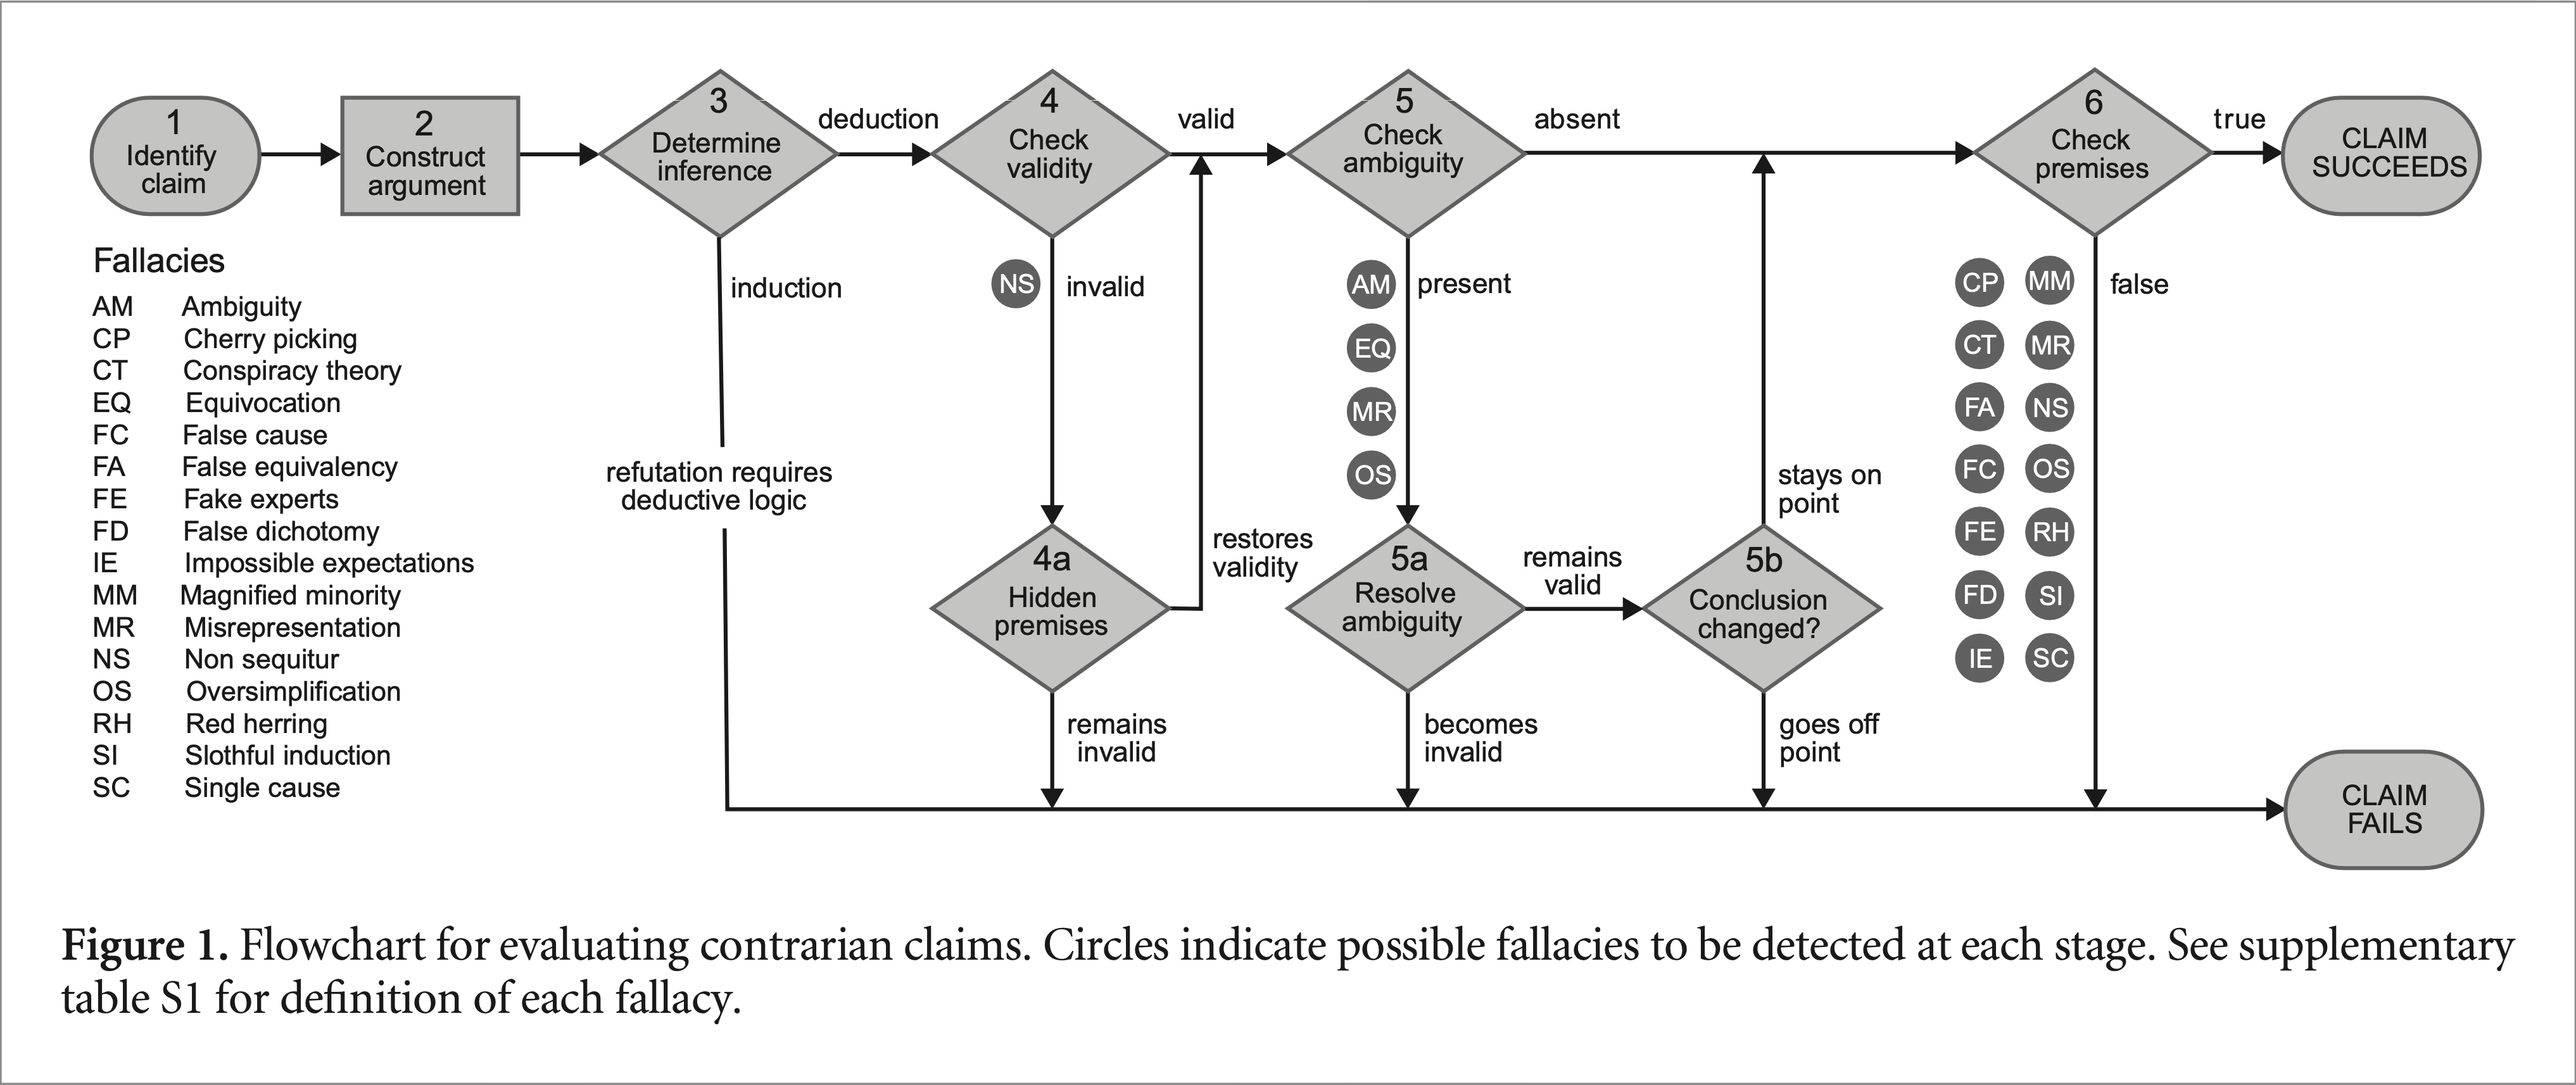 1
Identify
claim
2
Construct
argument
3
Determine
inference
deduction
4
Check
validity
valid
5
Check
ambiguity
absent
6
Check
premises
true
CLAIM
SUCCEEDS
Fallacies
AM Ambiguity
CP Cherry picking
CT Conspiracy theory
EQ Equivocation
FC False cause
FA False equivalency
FE Fake experts
FD False dichotomy
IE Impossible expectations
MM Magnified minority
MR Misrepresentation
NS Non sequitur
OS Oversimplification
RH Red herring
SI Slothful induction
SC Single cause
induction
refutation requires
deductive logic
NS
invalid
4a
Hidden
premises
restores
validity
remains
invalid
AM
present
EQ
MR
OS
5a
Resolve
ambiguity
remains
valid
becomes
invalid
5b
Conclusion
changed?
stays on
point
goes off
point
CP MM
false
CT MR
FA NS
FC OS
FE RH
FD SI
IE SC
CLAIM
FAILS
Figure 1. Flowchart for evaluating contrarian claims. Circles indicate possible fallacies to be detected at each stage. See supplementary
table S1 for definition of each fallacy.